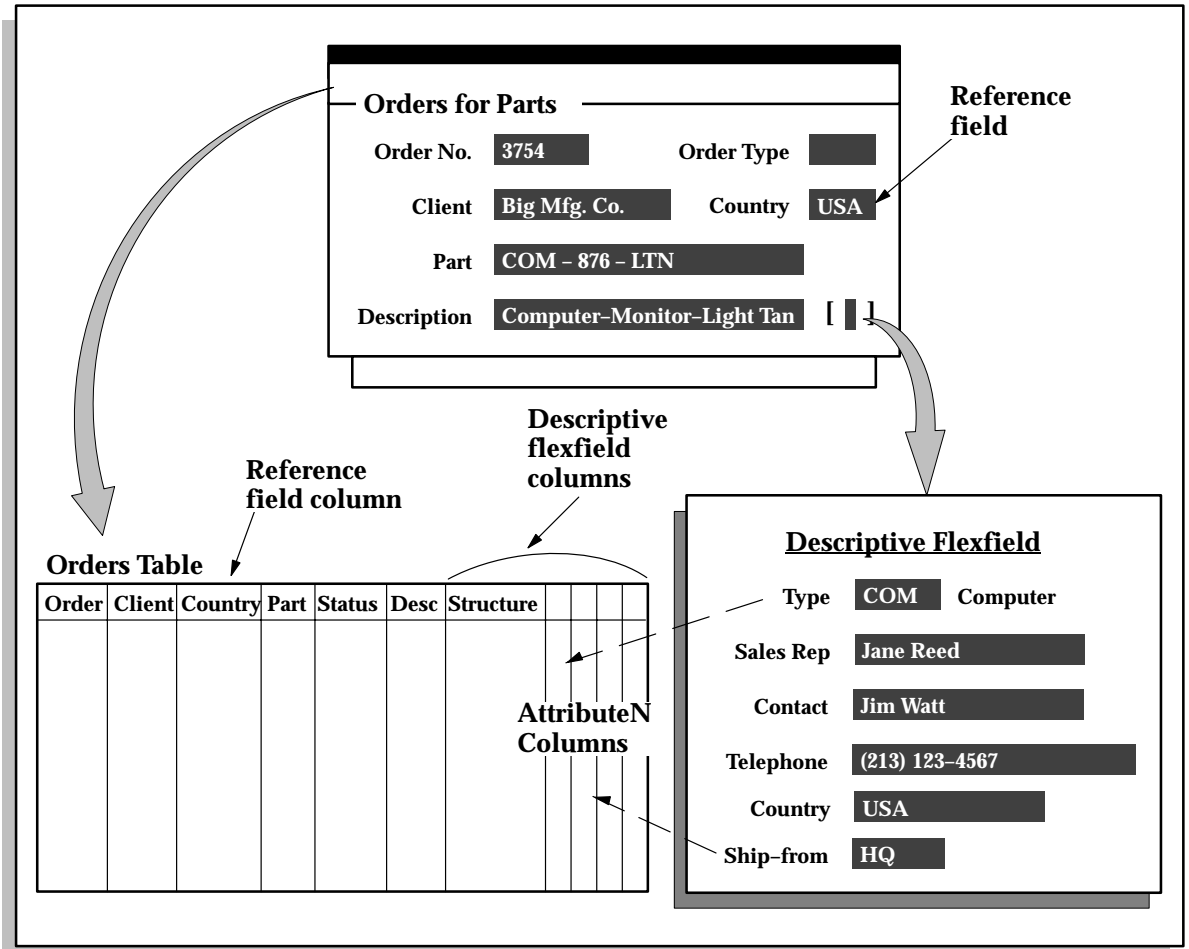 Orders for Parts
Reference
field
Order No. 3754 Order Type
Client Big Mfg. Co. Country USA
Part COM – 876 – LTN
Description Computer–Monitor–Light Tan [ ]
Descriptive
flexfield
columns
Reference
field column
Orders Table
Order Client Country Part Status Desc Structure
AttributeN
Columns
Descriptive Flexfield
Type COM Computer
Sales Rep Jane Reed
Contact Jim Watt
Telephone (213) 123–4567
Country USA
Ship–from HQ